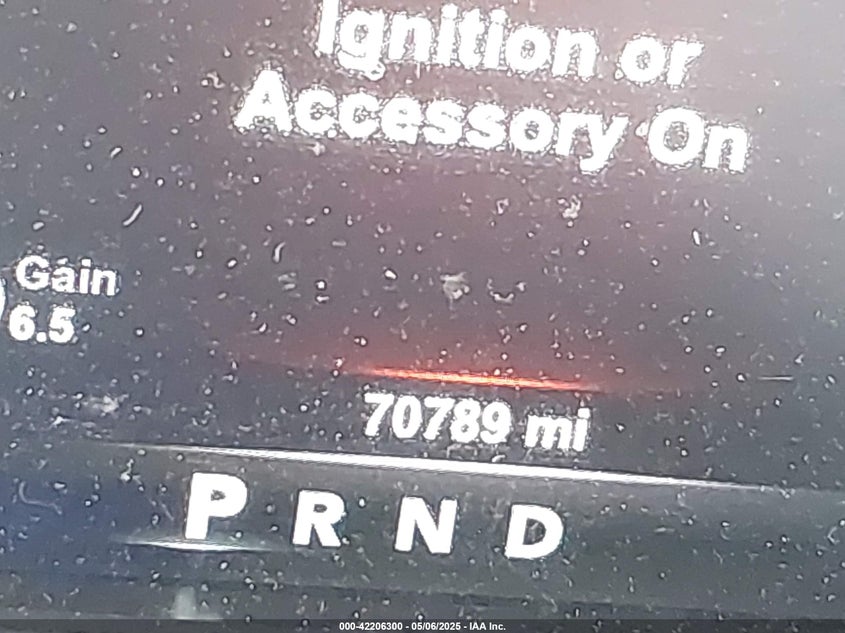 Ignition or
Accessory On
Gain
6.5
70789 mi
P R N D
000-42206300 - 05/06/2025 - IAA Inc.